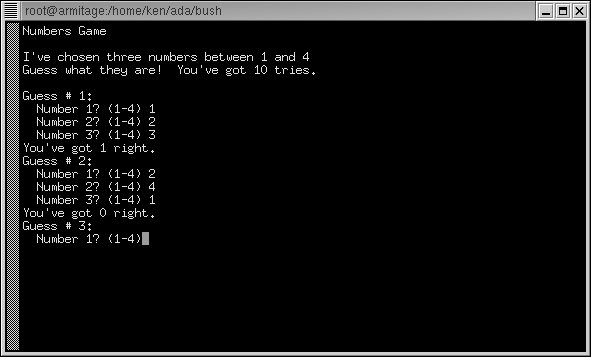 root@armitage:/home/ken/ada/bush
Numbers Game
I've chosen three numbers between 1 and 4
Guess what they are!  You've got 10 tries.
Guess # 1:
  Number 1? (1-4) 1
  Number 2? (1-4) 2
  Number 3? (1-4) 3
You've got 1 right.
Guess # 2:
  Number 1? (1-4) 2
  Number 2? (1-4) 4
  Number 3? (1-4) 1
You've got 0 right.
Guess # 3:
  Number 1? (1-4)